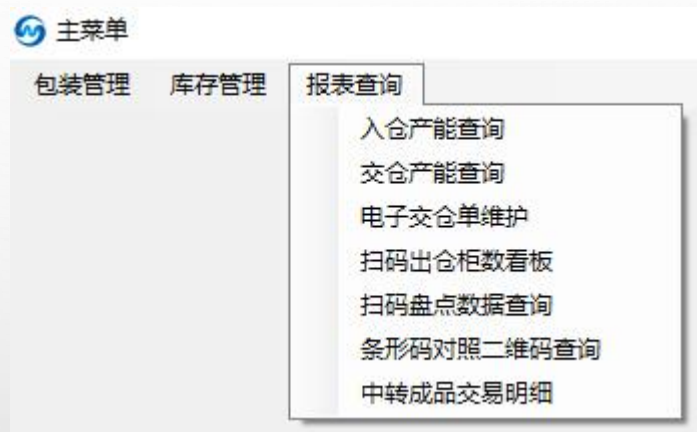 主菜单
包装管理 库存管理 报表查询
入仓产能查询
交仓产能查询
电子交仓单维护
扫码出仓柜数看板
扫码盘点数据查询
条形码对照二维码查询
中转成品交易明细